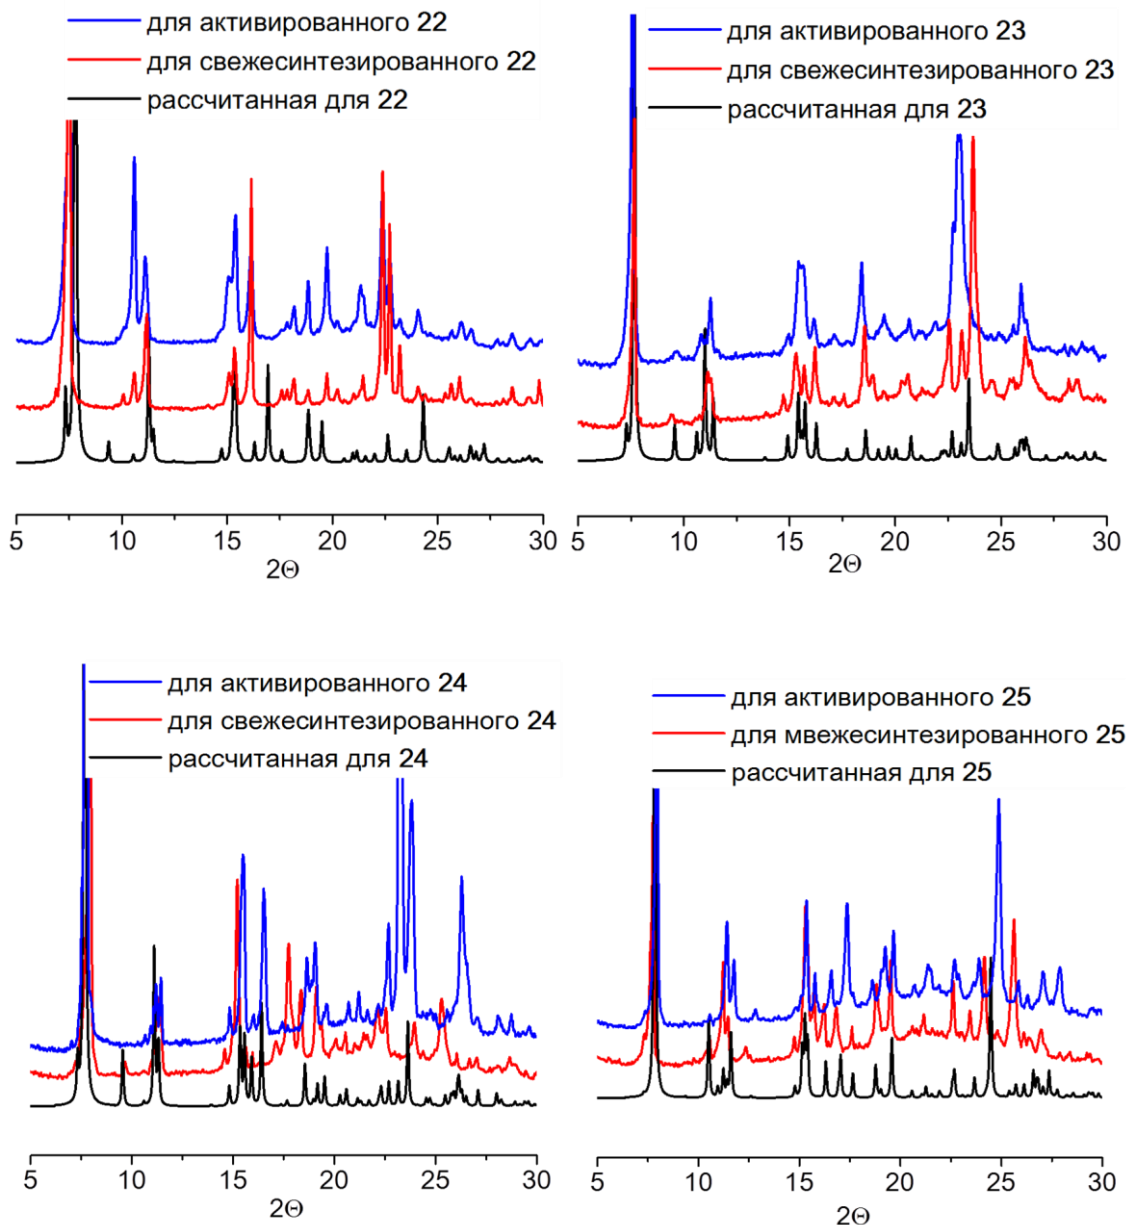 для активированного 22
для свежесинтезированного 22
рассчитанная для 22
5 10 15 20 25 30
2Θ
для активированного 23
для свежесинтезированного 23
рассчитанная для 23
5 10 15 20 25 30
2Θ
для активированного 24
для свежесинтезированного 24
рассчитанная для 24
5 10 15 20 25 30
2Θ
для активированного 25
для мвежесинтезированного 25
рассчитанная для 25
5 10 15 20 25 30
2Θ